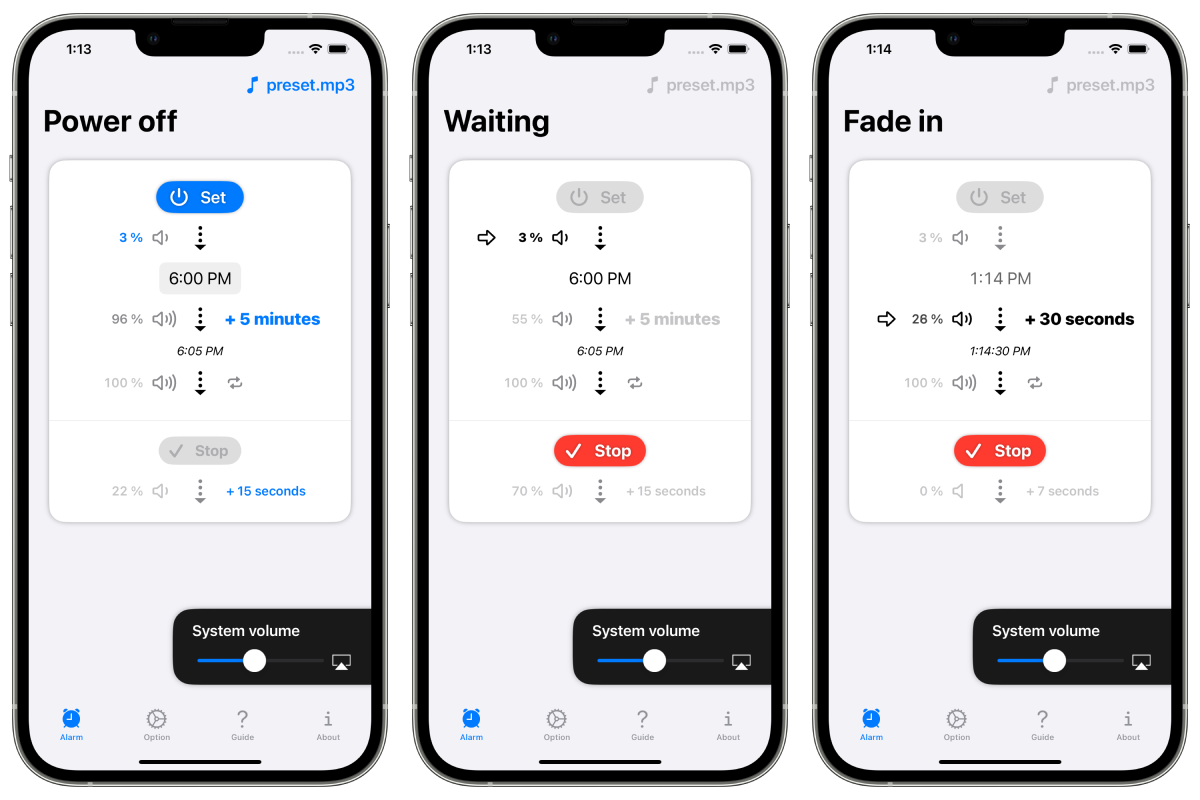 1:13
preset.mp3
Power off
Set
3 %
6:00 PM
96 % + 5 minutes
6:05 PM
100 %
Stop
22 % + 15 seconds
System volume
Alarm Option Guide About
1:13
preset.mp3
Waiting
Set
3 %
6:00 PM
55 % + 5 minutes
6:05 PM
100 %
Stop
70 % + 15 seconds
System volume
Alarm Option Guide About
1:14
preset.mp3
Fade in
Set
3 %
1:14 PM
26 % + 30 seconds
1:14:30 PM
100 %
Stop
0 % + 7 seconds
System volume
Alarm Option Guide About